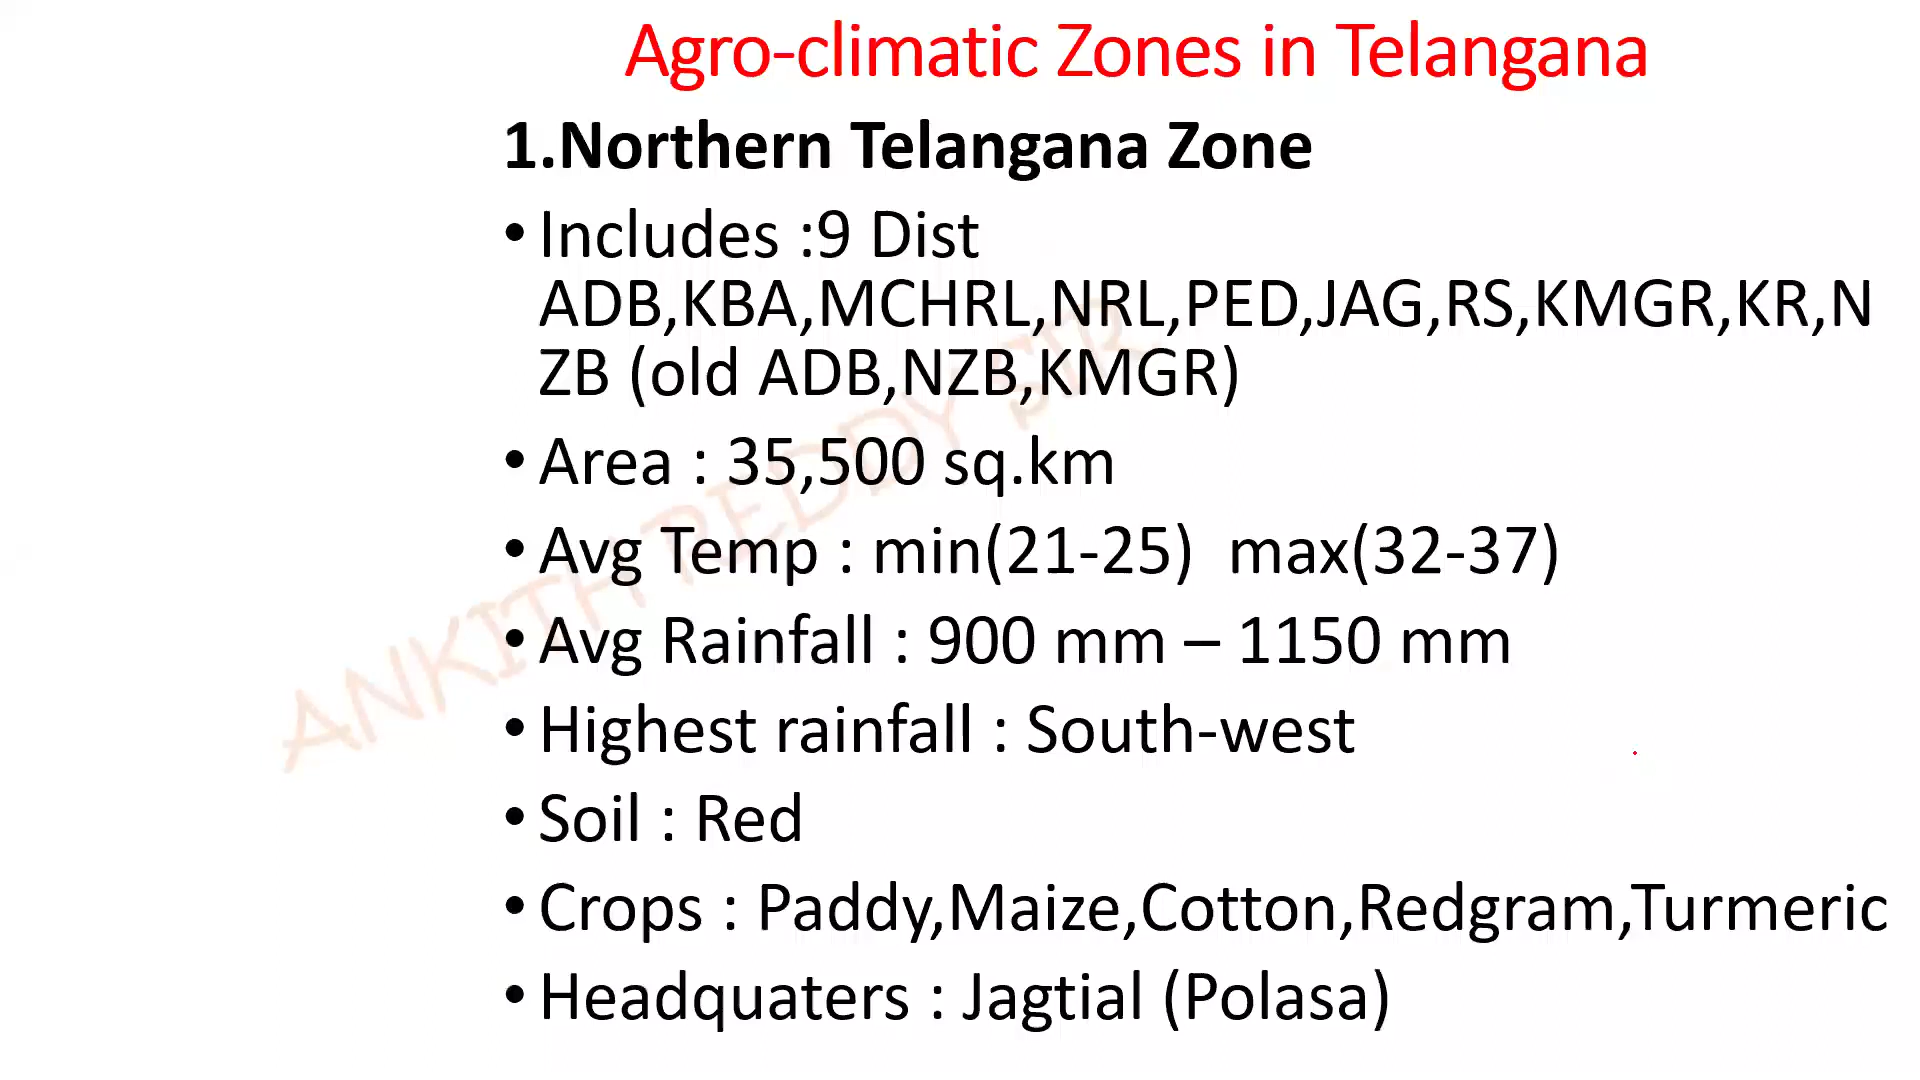 Agro-climatic Zones in Telangana
1.Northern Telangana Zone
• Includes :9 Dist
ADB,KBA,MCHRL,NRL,PED,JAG,RS,KMGR,KR,N
ZB (old ADB,NZB,KMGR)
• Area : 35,500 sq.km
• Avg Temp : min(21-25) max(32-37)
• Avg Rainfall : 900 mm – 1150 mm
• Highest rainfall : South-west
• Soil : Red
• Crops : Paddy,Maize,Cotton,Redgram,Turmeric
• Headquaters : Jagtial (Polasa)
ANKITH REDDY SIR